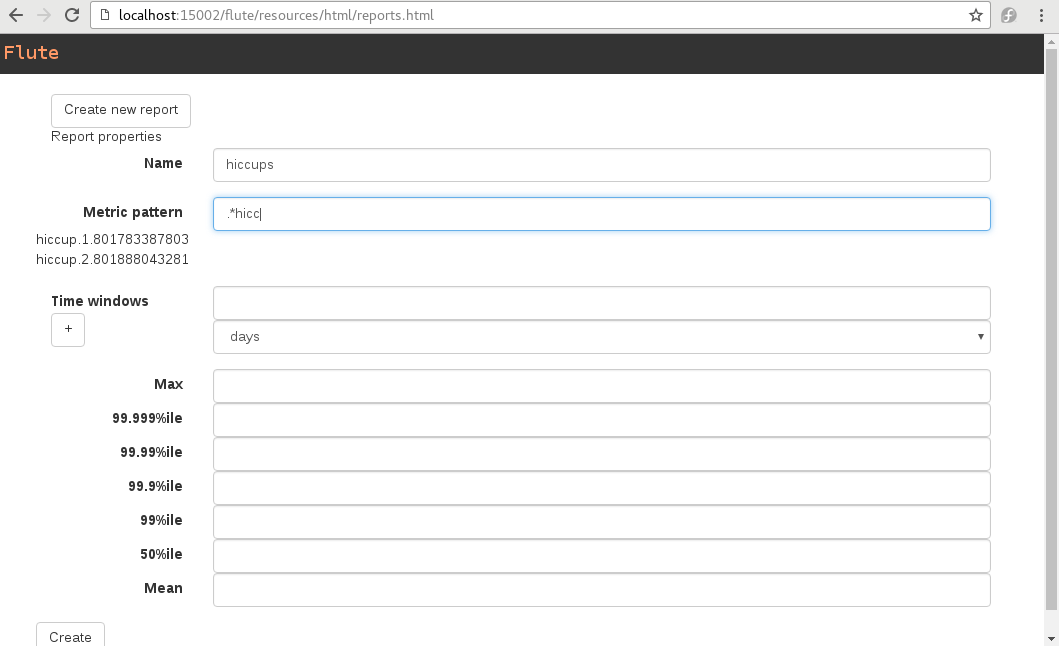 localhost:15002/flute/resources/html/reports.html
Flute
Create new report
Report properties
Name
hiccups
Metric pattern
.*hicc
hiccup.1.801783387803
hiccup.2.801888043281
Time windows
+
days
Max
99.999%ile
99.99%ile
99.9%ile
99%ile
50%ile
Mean
Create